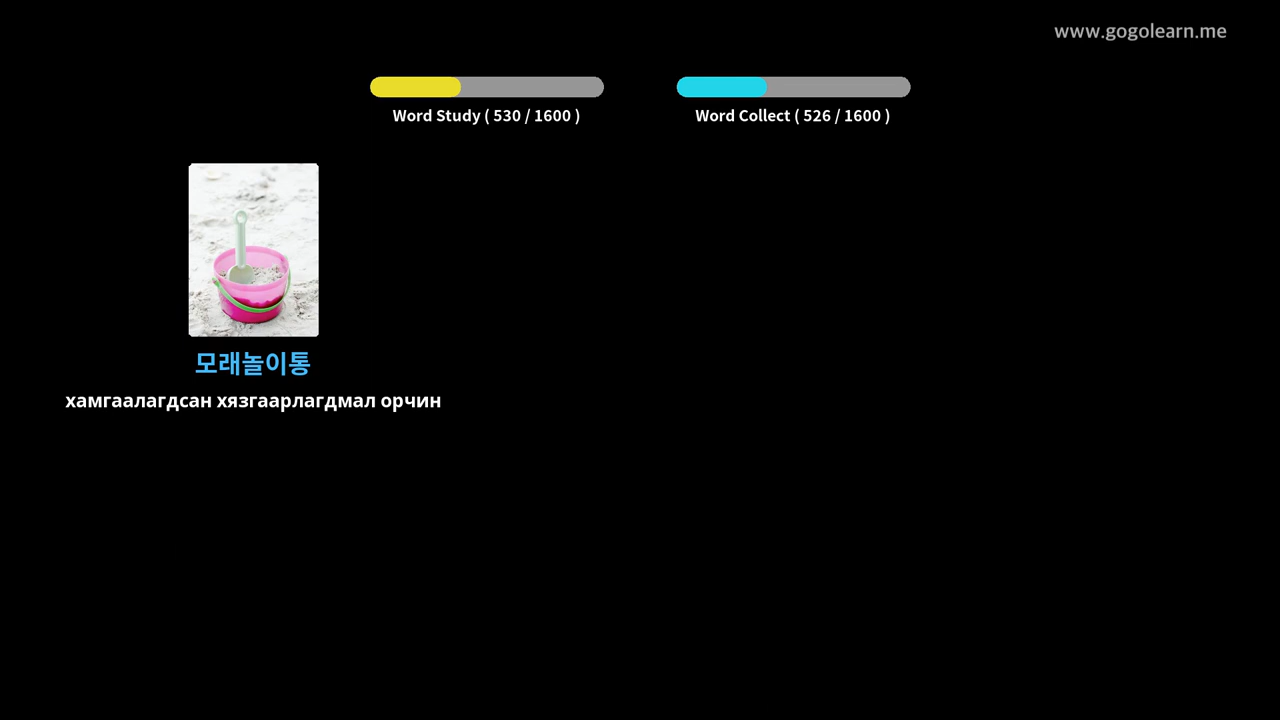 www.gogolearn.me
Word Study ( 530 / 1600 )
Word Collect ( 526 / 1600 )
모래놀이통
хамгаалагдсан хязгаарлагдмал орчин